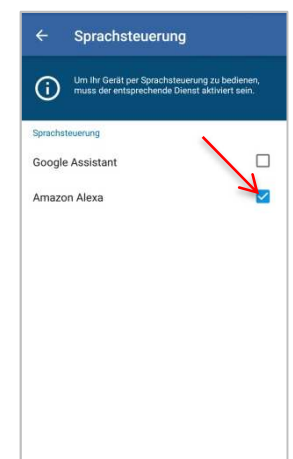 Sprachsteuerung
Um Ihr Gerät per Sprachsteuerung zu bedienen,
muss der entsprechende Dienst aktiviert sein.
Sprachsteuerung
Google Assistant
Amazon Alexa